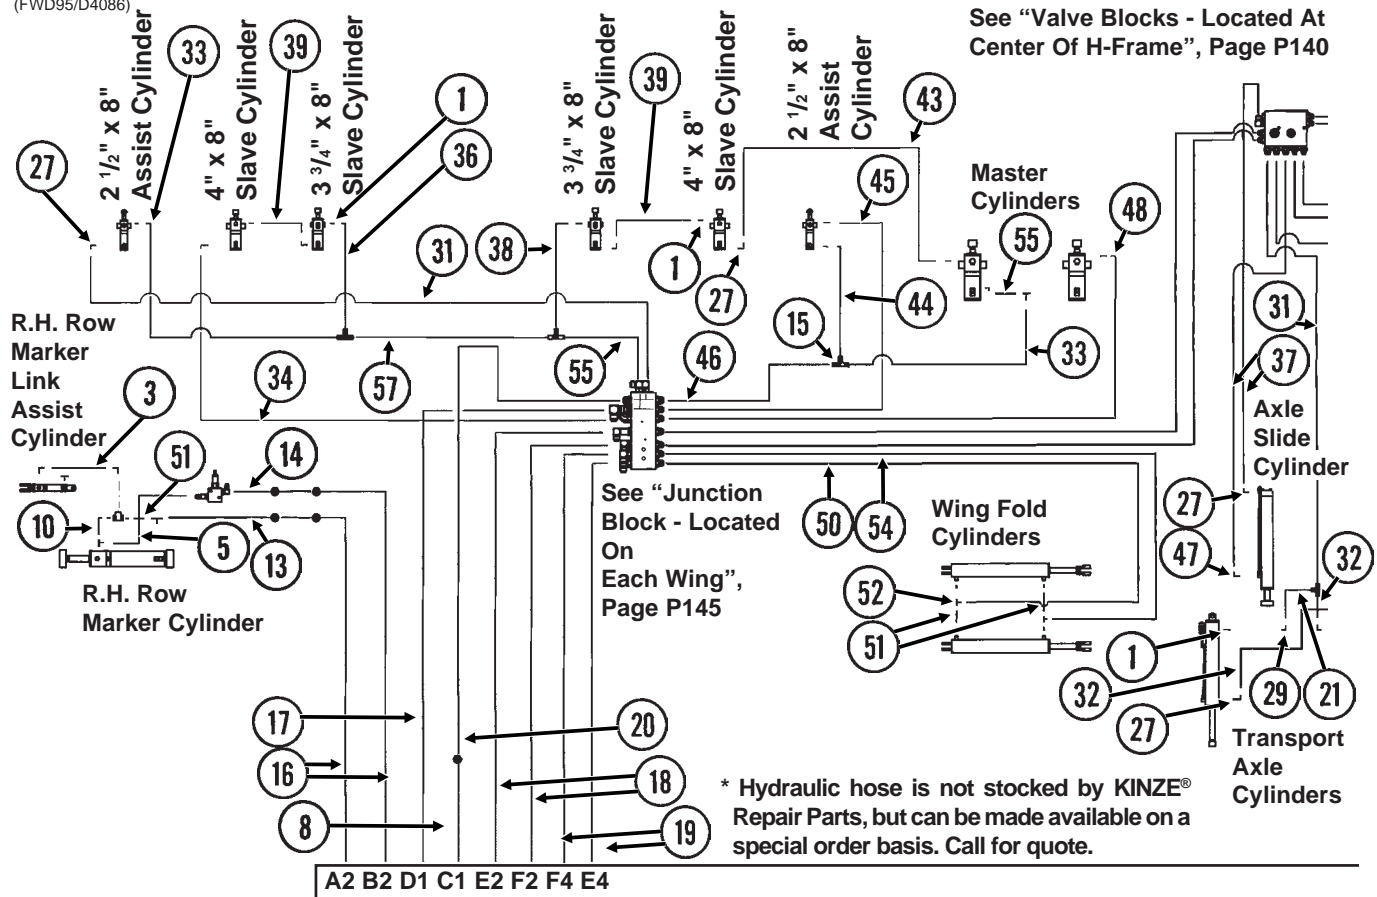 (FWD95/D4086)
See “Valve Blocks - Located At
Center Of H-Frame”, Page P140
2 1/2" x 8"
Assist Cylinder
33
4" x 8"
Slave Cylinder
39
3 3/4" x 8"
Slave Cylinder
1
36
3 3/4" x 8"
Slave Cylinder
39
4" x 8"
Slave Cylinder
2 1/2" x 8"
Assist
Cylinder
43
27
45
Master
Cylinders
48
55
31
38
1
27
44
31
R.H. Row
Marker
Link
Assist
Cylinder
15
33
37
57
55
46
34
3
Axle
Slide
Cylinder
51
14
10
5
13
See “Junction
Block - Located
On
Each Wing”,
Page P145
50
54
Wing Fold
Cylinders
27
47
32
R.H. Row
Marker Cylinder
52
51
1
32
27
29
21
Transport
Axle
Cylinders
17
20
16
18
8
19
* Hydraulic hose is not stocked by KINZE®
Repair Parts, but can be made available on a
special order basis. Call for quote.
A2 B2 D1 C1 E2 F2 F4 E4